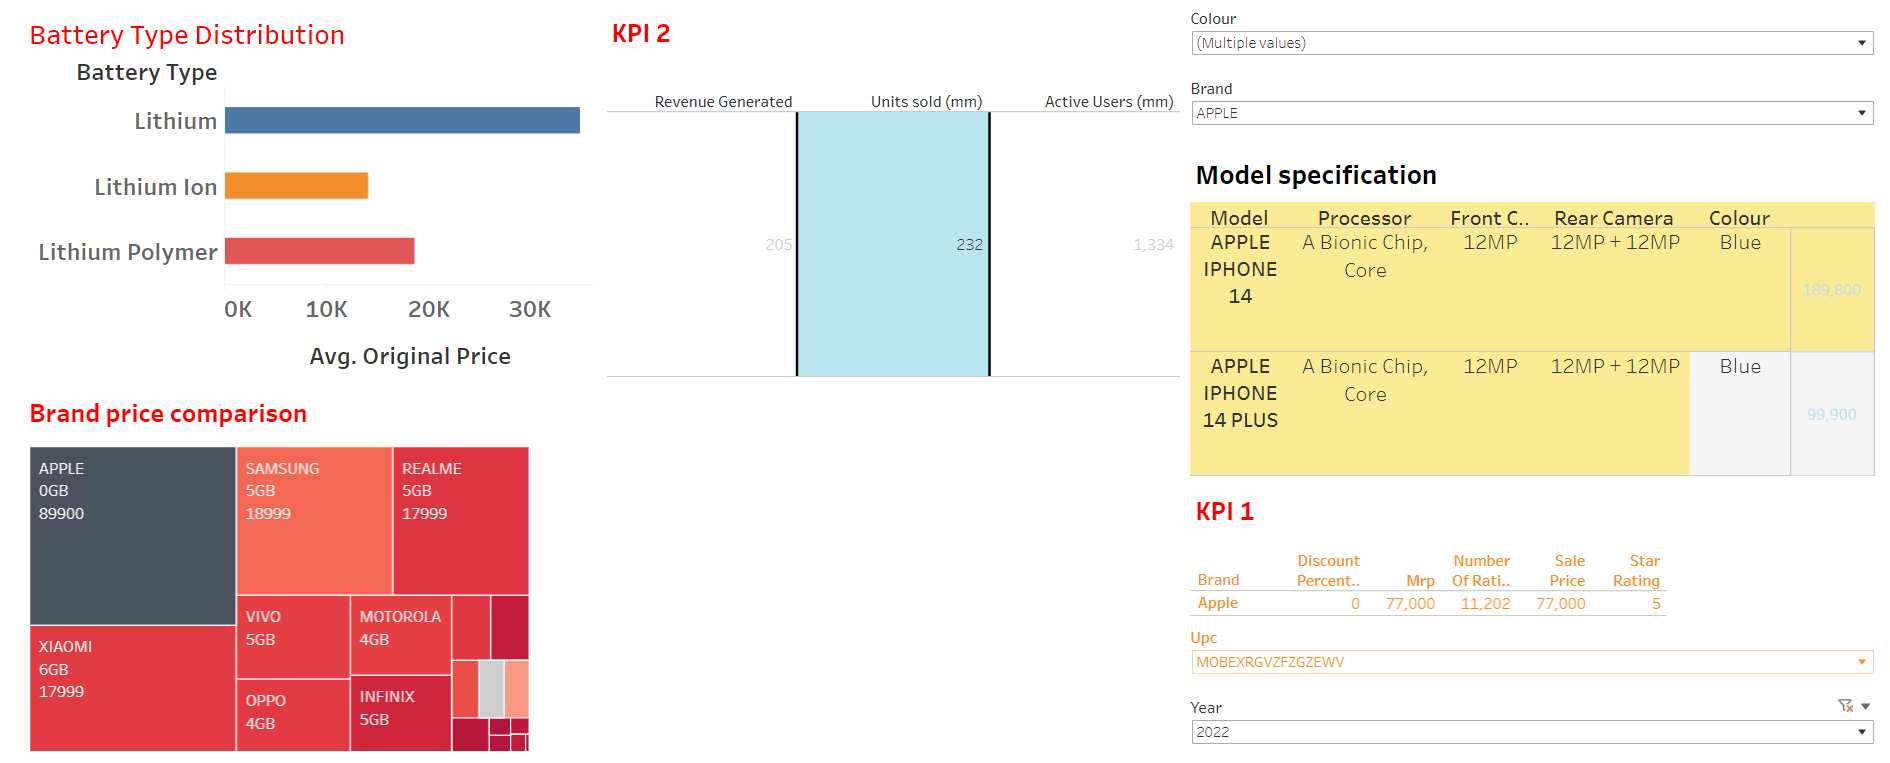 Battery Type Distribution
Battery Type
Lithium
Lithium Ion
Lithium Polymer
0K 10K 20K 30K
Avg. Original Price
Brand price comparison
APPLE
0GB
89900
SAMSUNG
5GB
18999
REALME
5GB
17999
XIAOMI
6GB
17999
VIVO
5GB
MOTOROLA
4GB
OPPO
4GB
INFINIX
5GB
KPI 2
Revenue Generated Units sold (mm) Active Users (mm)
205 232 1,334
Colour
(Multiple values)
Brand
APPLE
Model specification
Model Processor Front C.. Rear Camera Colour
APPLE A Bionic Chip, 12MP 12MP + 12MP Blue
IPHONE Core
14
189,800
APPLE A Bionic Chip, 12MP 12MP + 12MP Blue
IPHONE Core
14 PLUS
99,900
KPI 1
Discount Number Sale Star
Brand Percent.. Mrp Of Rati.. Price Rating
Apple 0 77,000 11,202 77,000 5
Upc
MOBEXRGVZFZGZEWV
Year
2022